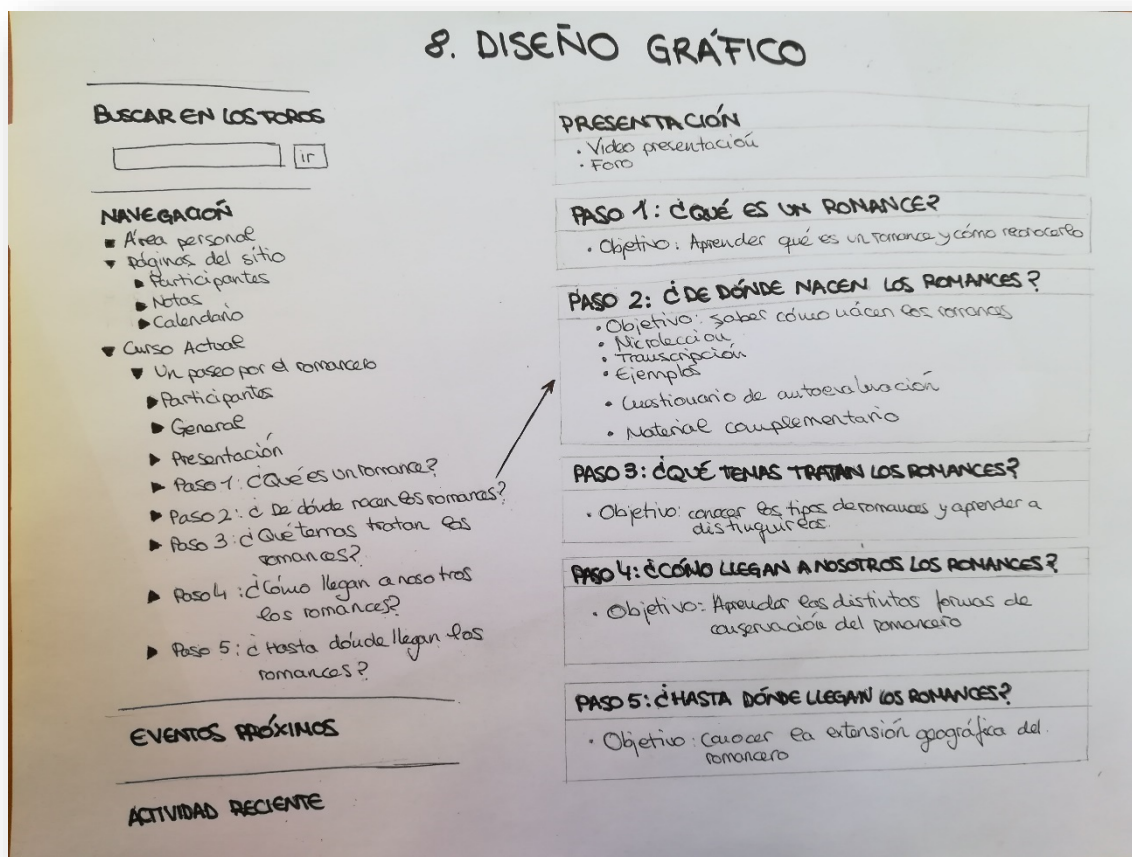 8. DISEÑO GRÁFICO
BUSCAR EN LOS FOROS
ir
NAVEGACIÓN
Área personal
Páginas del sitio
Participantes
Notas
Calendario
Curso Actual
Un paseo por el romancero
Participantes
General
Presentación
Paso 1: ¿Qué es un romance?
Paso 2: ¿De dónde nacen los romances?
Paso 3: ¿Qué temas tratan los
romances?
Paso 4: ¿Cómo llegan a nosotros
los romances?
Paso 5: ¿Hasta dónde llegan los
romances?
EVENTOS PRÓXIMOS
ACTIVIDAD RECIENTE
PRESENTACIÓN
· Video presentación
· Foro
PASO 1: ¿QUÉ ES UN ROMANCE?
· Objetivo: Aprender qué es un romance y cómo reconocerlo
PASO 2: ¿DE DÓNDE NACEN LOS ROMANCES?
· Objetivo: saber cómo nacen los romances
· Microlección
· Transcripción
· Ejemplos
· Cuestionario de autoevaluación
· Material complementario
PASO 3: ¿QUÉ TEMAS TRATAN LOS ROMANCES?
· Objetivo: conocer los tipos de romances y aprender a
distinguirlos
PASO 4: ¿CÓMO LLEGAN A NOSOTROS LOS ROMANCES?
· Objetivo: Aprender las distintas formas de
conservación del romancero
PASO 5: ¿HASTA DÓNDE LLEGAN LOS ROMANCES?
· Objetivo: Conocer la extensión geográfica del
romancero